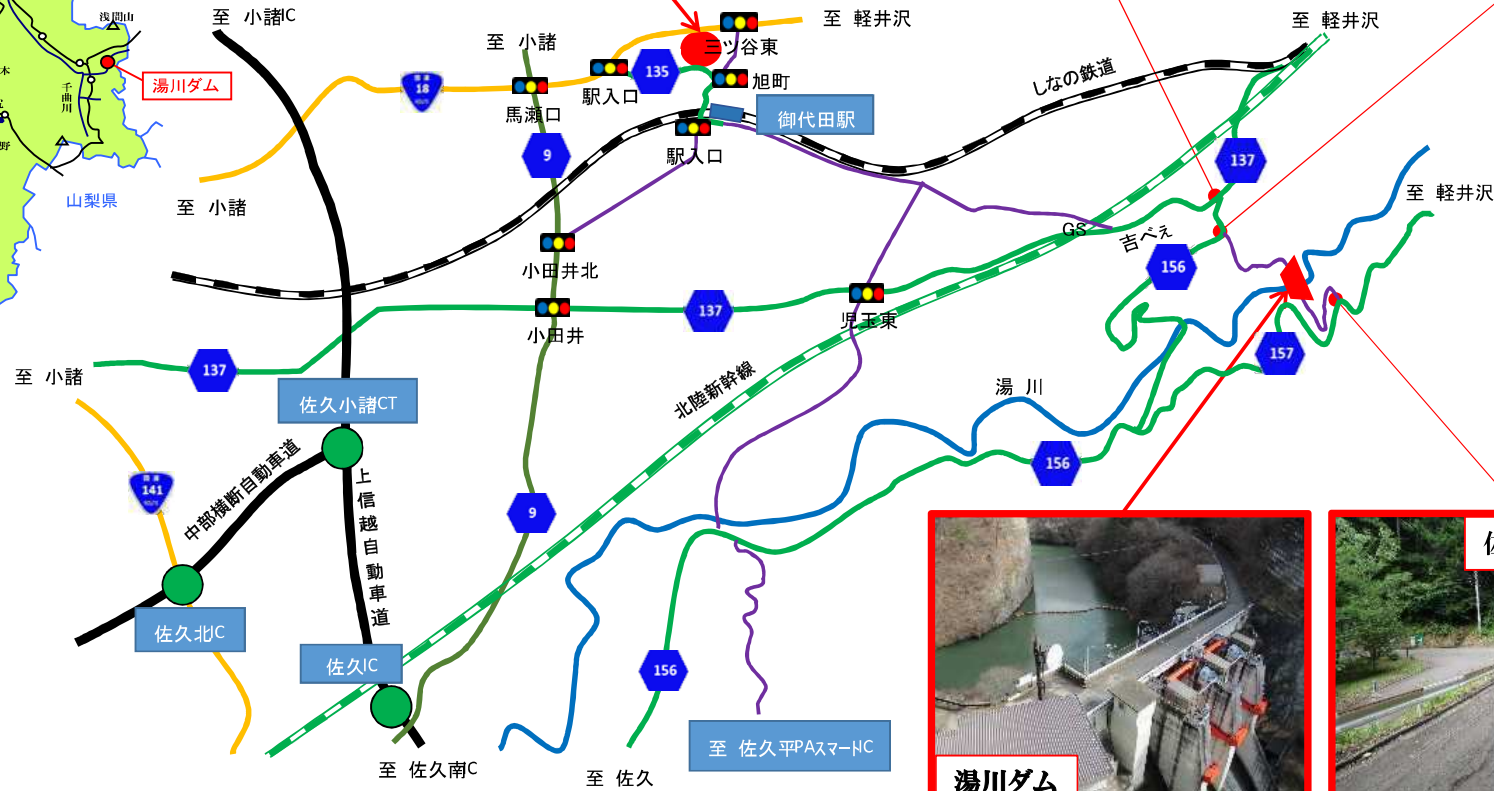 浅間山
至 小諸IC
至 軽井沢
至 軽井沢
至 小諸
三ツ谷東
木
湯川ダム
千曲川
18
駅入口
135
旭町
しなの鉄道
馬瀬口
御代田駅
野
9
駅入口
137
山梨県
至 小諸
至 軽井沢
GS
吉べぇ
小田井北
156
137
児玉東
小田井
137
157
至 小諸
佐久小諸CT
北陸新幹線
湯 川
中部横断自動車道
上信越自動車道
141
156
9
佐久北IC
佐久IC
156
至 佐久平PAスマートIC
至 佐久南C
至 佐久
湯川ダム